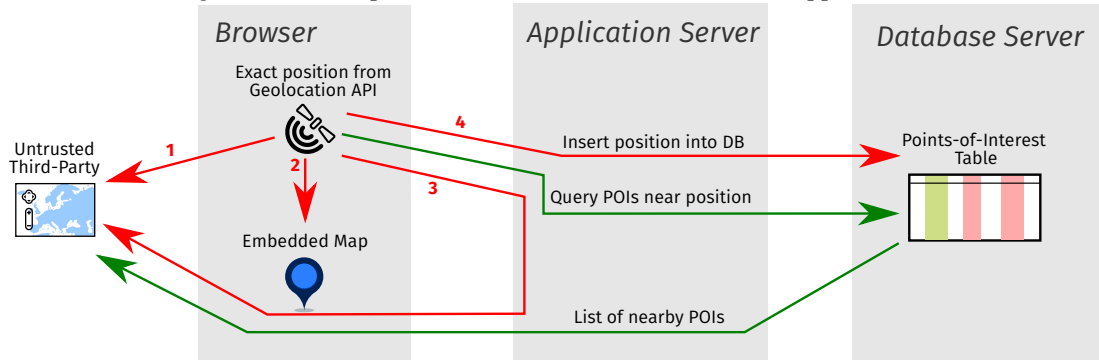 Browser
Application Server
Database Server
Exact position from
Geolocation API
Untrusted
Third-Party
1
2
3
4
Insert position into DB
Query POIs near position
Points-of-Interest
Table
Embedded Map
List of nearby POIs